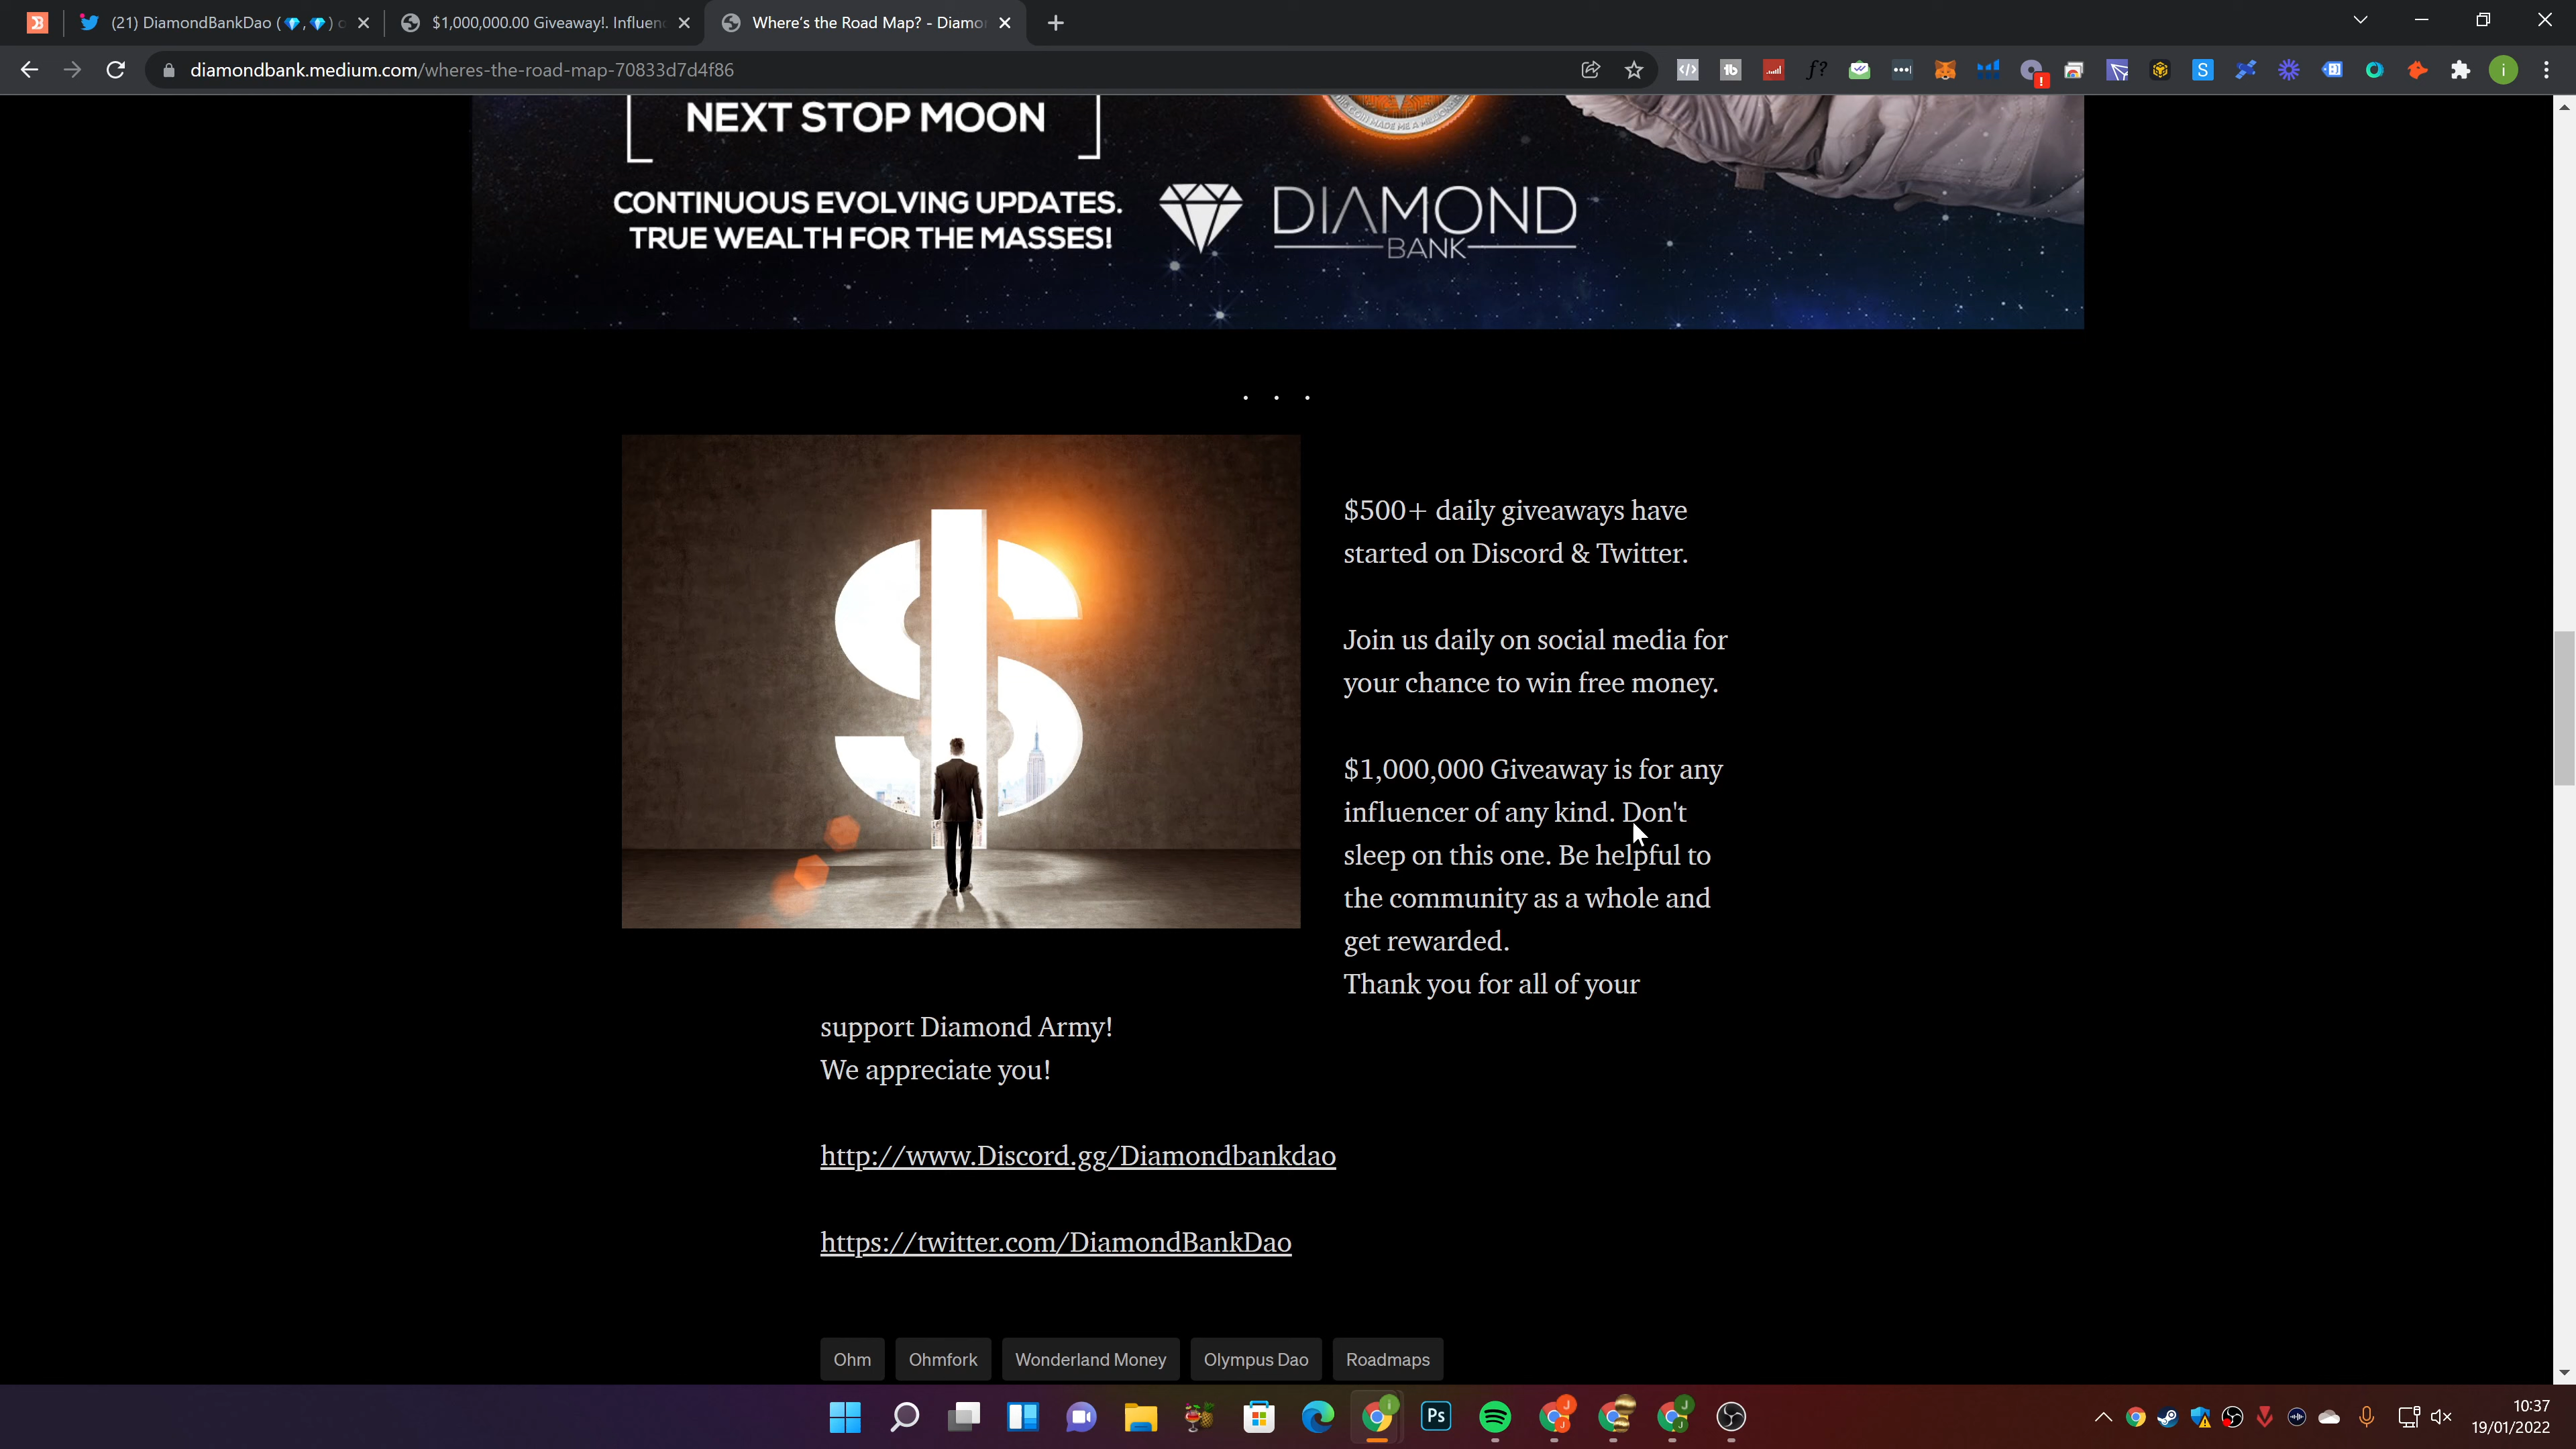 (21) DiamondBankDao (💎,💎) o
$1,000,000.00 Giveaway!. Influen
Where's the Road Map? - Diamo
diamondbank.medium.com/wheres-the-road-map-70833d7d4f86
NEXT STOP MOON
COIN MADE ME A
CONTINUOUS EVOLVING UPDATES.
TRUE WEALTH FOR THE MASSES!
DIAMOND
BANK
. . .
$500+ daily giveaways have
started on Discord & Twitter.
Join us daily on social media for
your chance to win free money.
$1,000,000 Giveaway is for any
influencer of any kind. Don't
sleep on this one. Be helpful to
the community as a whole and
get rewarded.
Thank you for all of your
support Diamond Army!
We appreciate you!
http://www.Discord.gg/Diamondbankdao
https://twitter.com/DiamondBankDao
Ohm
Ohmfork
Wonderland Money
Olympus Dao
Roadmaps
Ps
10:37
19/01/2022